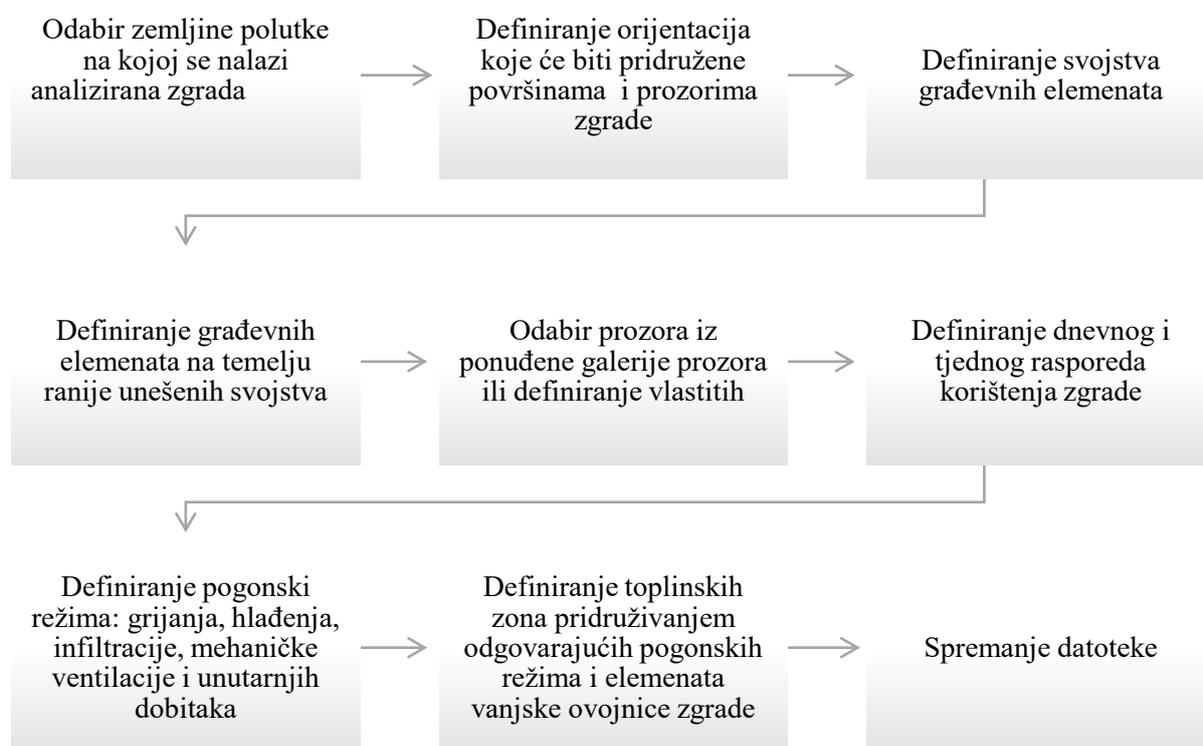 Odabir zemljine polutke
na kojoj se nalazi
analizirana zgrada
Definiranje orijentacija
koje će biti pridružene
površinama  i prozorima
zgrade
Definiranje svojstva
građevnih elemenata
Definiranje građevnih
elemenata na temelju
ranije unešenih svojstva
Odabir prozora iz
ponuđene galerije prozora
ili definiranje vlastitih
Definiranje dnevnog i
tjednog rasporeda
korištenja zgrade
Definiranje pogonski
režima: grijanja, hlađenja,
infiltracije, mehaničke
ventilacije i unutarnjih
dobitaka
Definiranje toplinskih
zona pridruživanjem
odgovarajućih pogonskih
režima i elemenata
vanjske ovojnice zgrade
Spremanje datoteke